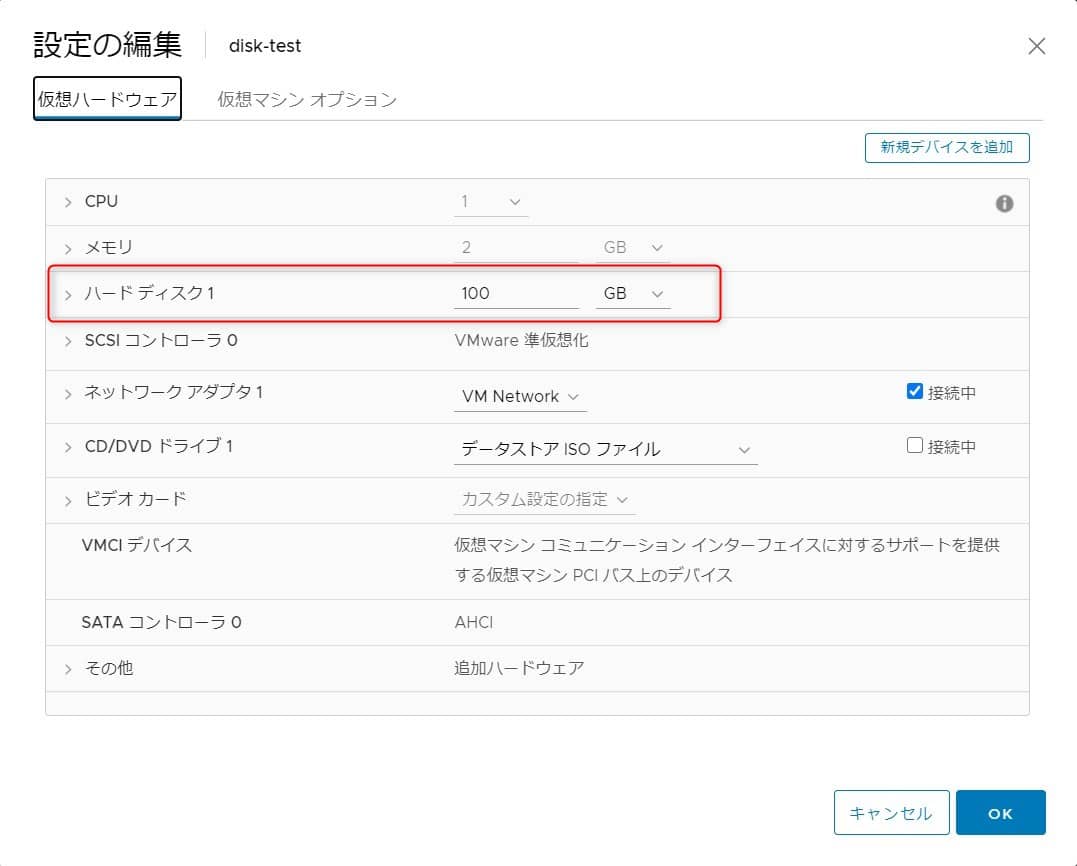 設定の編集 disk-test
仮想ハードウェア 仮想マシン オプション
新規デバイスを追加
CPU 1
メモリ 2 GB
ハード ディスク 1 100 GB
SCSI コントローラ 0 VMware 準仮想化
ネットワーク アダプタ 1 VM Network 接続中
CD/DVD ドライブ 1 データストア ISO ファイル 接続中
ビデオ カード カスタム設定の指定
VMCI デバイス 仮想マシン コミュニケーション インターフェイスに対するサポートを提供
する仮想マシン PCI バス上のデバイス
SATA コントローラ 0 AHCI
その他 追加ハードウェア
キャンセル OK